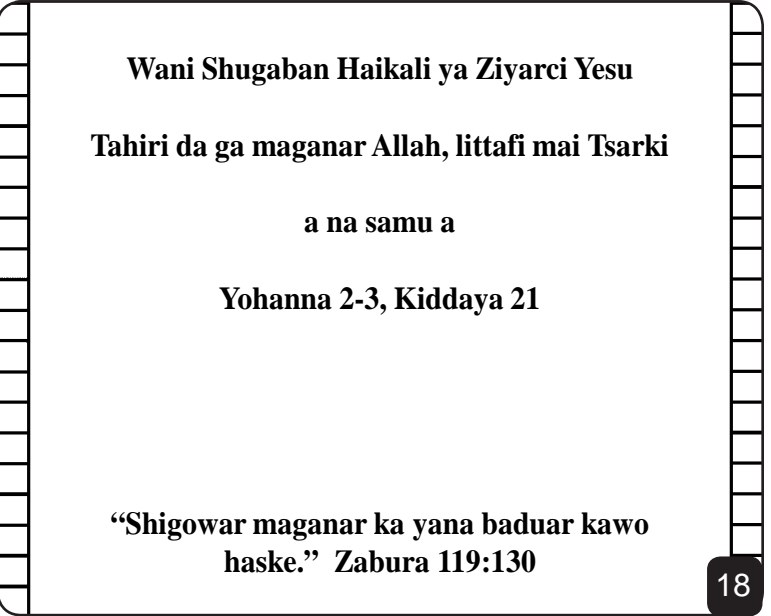 Wani Shugaban Haikali ya Ziyarci Yesu
Tahiri da ga maganar Allah, littafi mai Tsarki
a na samu a
Yohanna 2-3, Kiddaya 21
“Shigowar maganar ka yana baduar kawo
haske.” Zabura 119:130
18